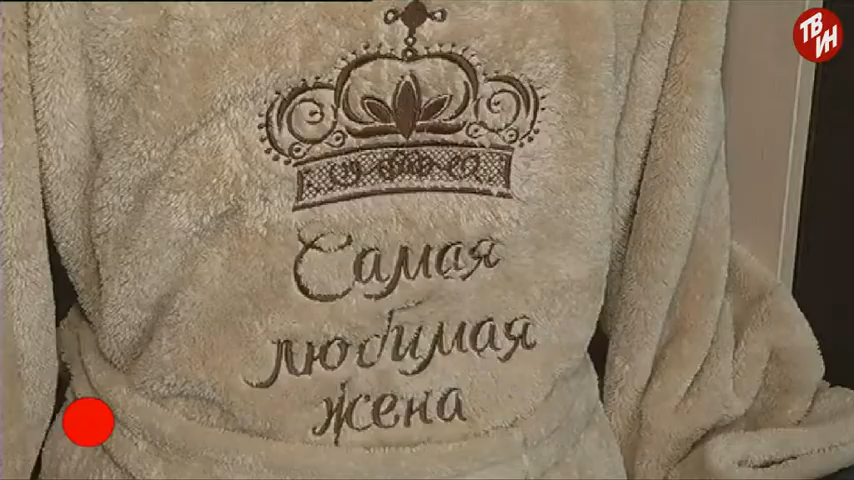 ТВ
ИН
Самая
любимая
жена